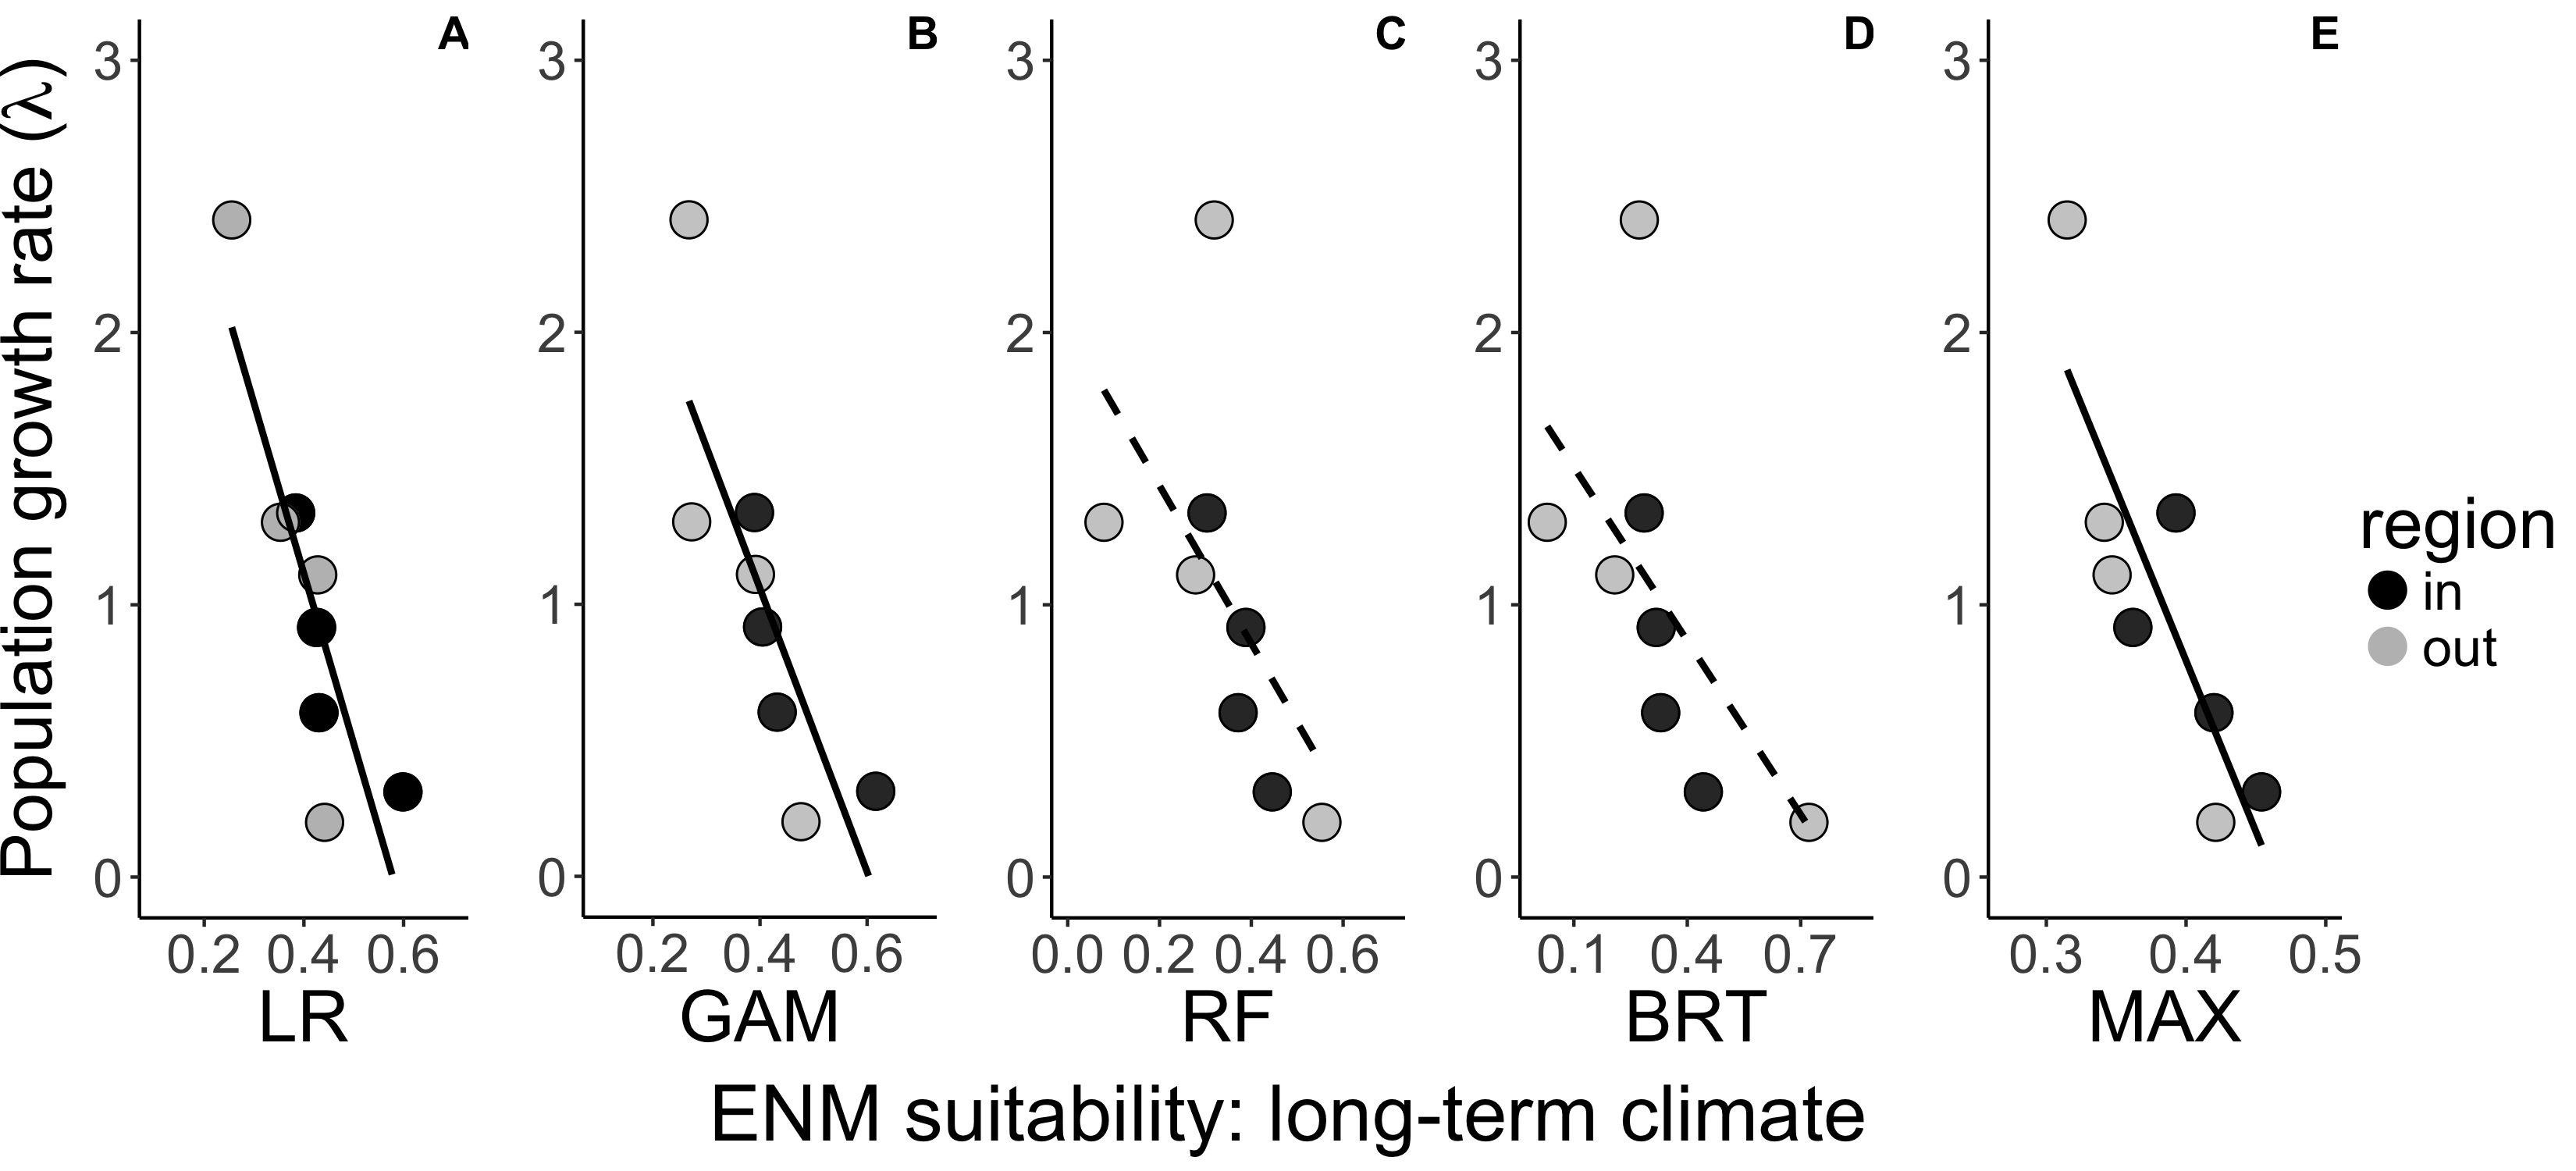 Population growth rate (λ)
A
3
2
1
0
0.2 0.4 0.6
LR
B
3
2
1
0
0.2 0.4 0.6
GAM
C
3
2
1
0
0.0 0.2 0.4 0.6
RF
D
3
2
1
0
0.1 0.4 0.7
BRT
E
3
2
1
0
0.3 0.4 0.5
MAX
region
in
out
ENM suitability: long-term climate